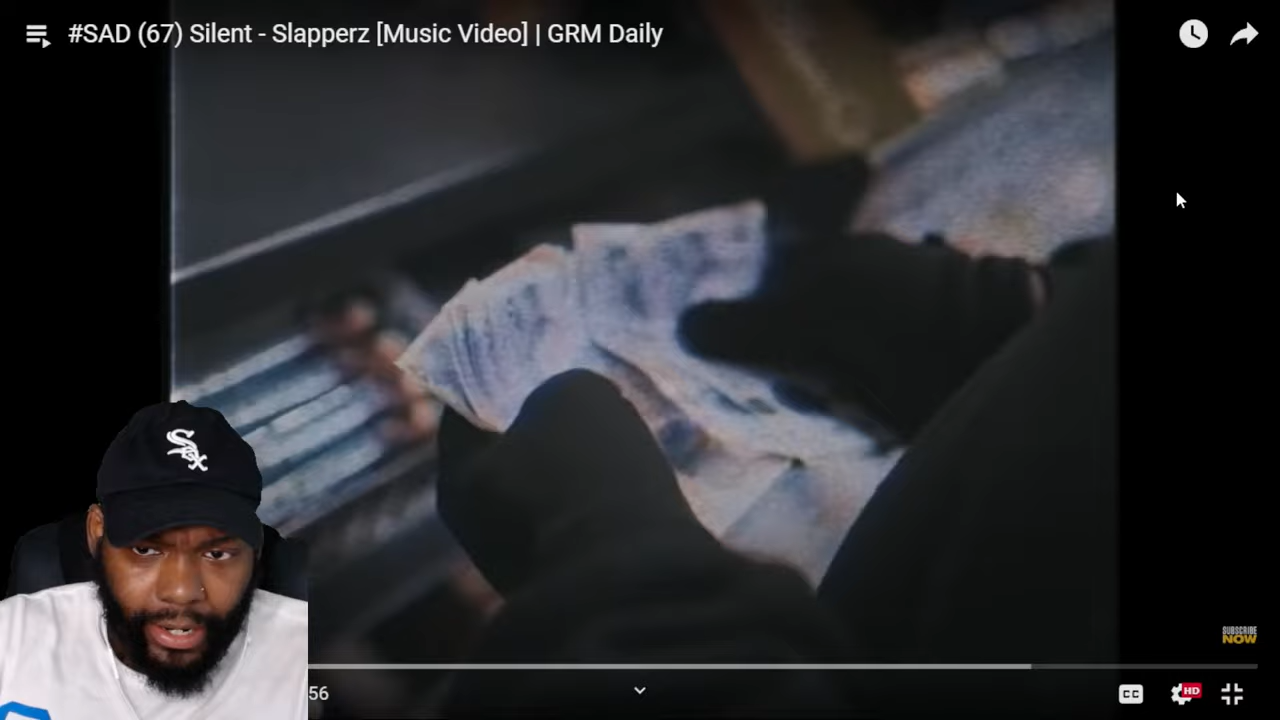 #SAD (67) Silent - Slapperz [Music Video] | GRM Daily
Sox
SUBSCRIBE
NOW
56
CC
HD